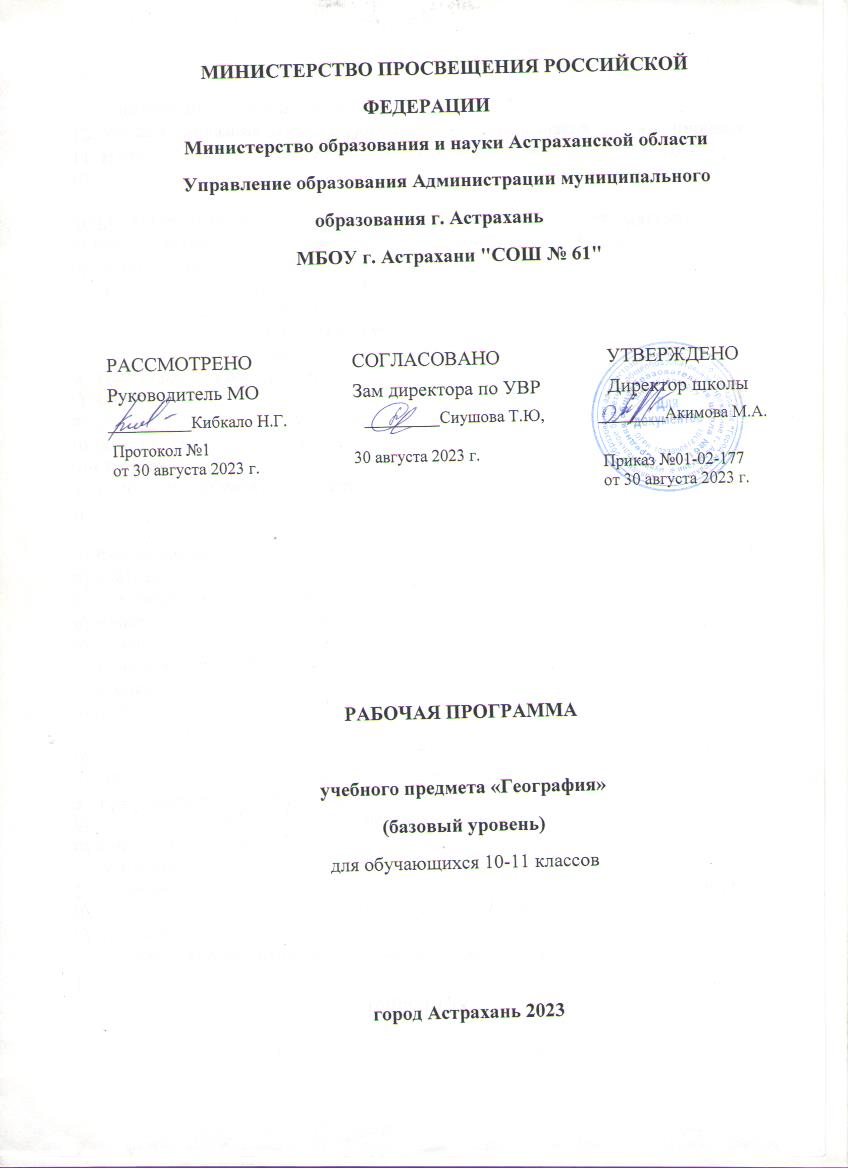 МИНИСТЕРСТВО ПРОСВЕЩЕНИЯ РОССИЙСКОЙ
ФЕДЕРАЦИИ
Министерство образования и науки Астраханской области
Управление образования Администрации муниципального
образования г. Астрахань
МБОУ г. Астрахани "СОШ № 61"
РАССМОТРЕНО
Руководитель МО
Кибкало Н.Г.
Протокол №1
от 30 августа 2023 г.
СОГЛАСОВАНО
Зам директора по УВР
Сиушова Т.Ю,
30 августа 2023 г.
УТВЕРЖДЕНО
Директор школы
Акимова М.А.
Приказ №01-02-177
от 30 августа 2023 г.
Для
документов
РАБОЧАЯ ПРОГРАММА
учебного предмета «География»
(базовый уровень)
для обучающихся 10-11 классов
город Астрахань 2023